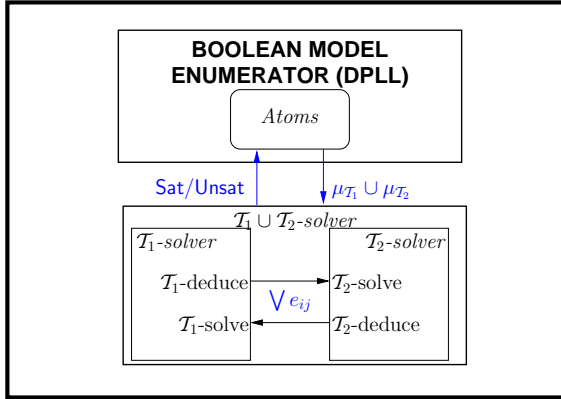 BOOLEAN MODEL
ENUMERATOR (DPLL)
Atoms
Sat/Unsat
μ𝒯₁ ∪ μ𝒯₂
𝒯₁ ∪ 𝒯₂-solver
𝒯₁-solver
𝒯₂-solver
𝒯₁-deduce
𝒯₂-solve
⋁ eᵢⱼ
𝒯₁-solve
𝒯₂-deduce